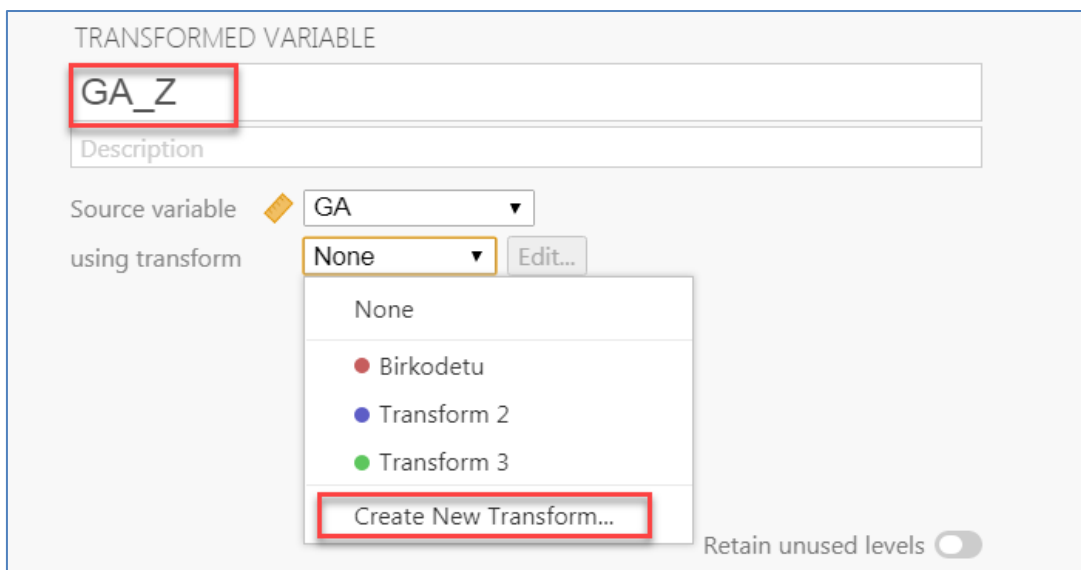 TRANSFORMED VARIABLE
GA_Z
Description
Source variable GA
using transform None Edit...
None
Birkodetu
Transform 2
Transform 3
Create New Transform...
Retain unused levels